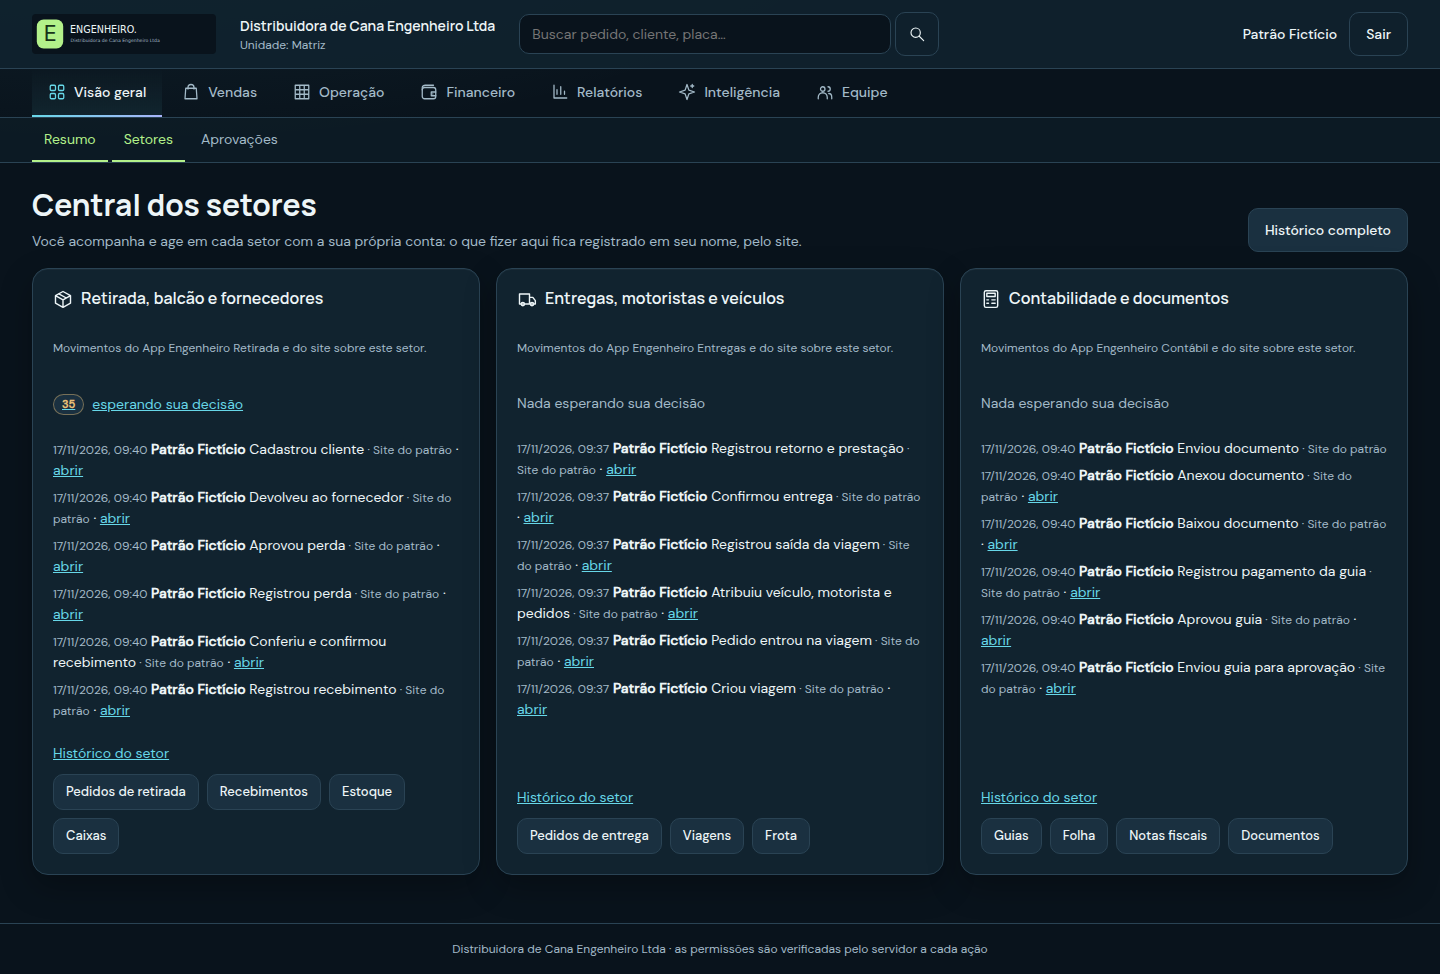 E ENGENHEIRO.
Distribuidora de Cana Engenheiro Ltda
Distribuidora de Cana Engenheiro Ltda
Unidade: Matriz
Buscar pedido, cliente, placa...
Patrão Fictício
Sair
Visão geral
Vendas
Operação
Financeiro
Relatórios
Inteligência
Equipe
Resumo
Setores
Aprovações
Central dos setores
Você acompanha e age em cada setor com a sua própria conta: o que fizer aqui fica registrado em seu nome, pelo site.
Histórico completo
Retirada, balcão e fornecedores
Movimentos do App Engenheiro Retirada e do site sobre este setor.
35 esperando sua decisão
17/11/2026, 09:40 Patrão Fictício Cadastrou cliente · Site do patrão ·
abrir
17/11/2026, 09:40 Patrão Fictício Devolveu ao fornecedor · Site do
patrão · abrir
17/11/2026, 09:40 Patrão Fictício Aprovou perda · Site do patrão ·
abrir
17/11/2026, 09:40 Patrão Fictício Registrou perda · Site do patrão ·
abrir
17/11/2026, 09:40 Patrão Fictício Conferiu e confirmou
recebimento · Site do patrão · abrir
17/11/2026, 09:40 Patrão Fictício Registrou recebimento · Site do
patrão · abrir
Histórico do setor
Pedidos de retirada
Recebimentos
Estoque
Caixas
Entregas, motoristas e veículos
Movimentos do App Engenheiro Entregas e do site sobre este setor.
Nada esperando sua decisão
17/11/2026, 09:37 Patrão Fictício Registrou retorno e prestação ·
Site do patrão · abrir
17/11/2026, 09:37 Patrão Fictício Confirmou entrega · Site do patrão
· abrir
17/11/2026, 09:37 Patrão Fictício Registrou saída da viagem · Site
do patrão · abrir
17/11/2026, 09:37 Patrão Fictício Atribuiu veículo, motorista e
pedidos · Site do patrão · abrir
17/11/2026, 09:37 Patrão Fictício Pedido entrou na viagem · Site do
patrão · abrir
17/11/2026, 09:37 Patrão Fictício Criou viagem · Site do patrão ·
abrir
Histórico do setor
Pedidos de entrega
Viagens
Frota
Contabilidade e documentos
Movimentos do App Engenheiro Contábil e do site sobre este setor.
Nada esperando sua decisão
17/11/2026, 09:40 Patrão Fictício Enviou documento · Site do patrão
17/11/2026, 09:40 Patrão Fictício Anexou documento · Site do
patrão · abrir
17/11/2026, 09:40 Patrão Fictício Baixou documento · Site do patrão
· abrir
17/11/2026, 09:40 Patrão Fictício Registrou pagamento da guia ·
Site do patrão · abrir
17/11/2026, 09:40 Patrão Fictício Aprovou guia · Site do patrão ·
abrir
17/11/2026, 09:40 Patrão Fictício Enviou guia para aprovação · Site
do patrão · abrir
Histórico do setor
Guias
Folha
Notas fiscais
Documentos
Distribuidora de Cana Engenheiro Ltda · as permissões são verificadas pelo servidor a cada ação